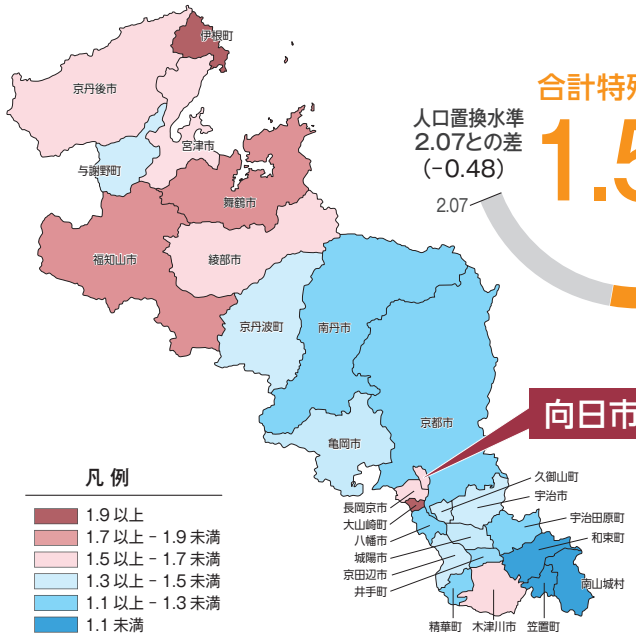 伊根町
京丹後市
宮津市
与謝野町
舞鶴市
福知山市
綾部市
京丹波町
南丹市
京都市
亀岡市
合計特殊
1.5
人口置換水準
2.07との差
(−0.48)
2.07
向日市
長岡京市
大山崎町
八幡市
城陽市
京田辺市
井手町
精華町
木津川市
笠置町
久御山町
宇治市
宇治田原町
和束町
南山城村
凡 例
1.9 以上
1.7 以上 − 1.9 未満
1.5 以上 − 1.7 未満
1.3 以上 − 1.5 未満
1.1 以上 − 1.3 未満
1.1 未満